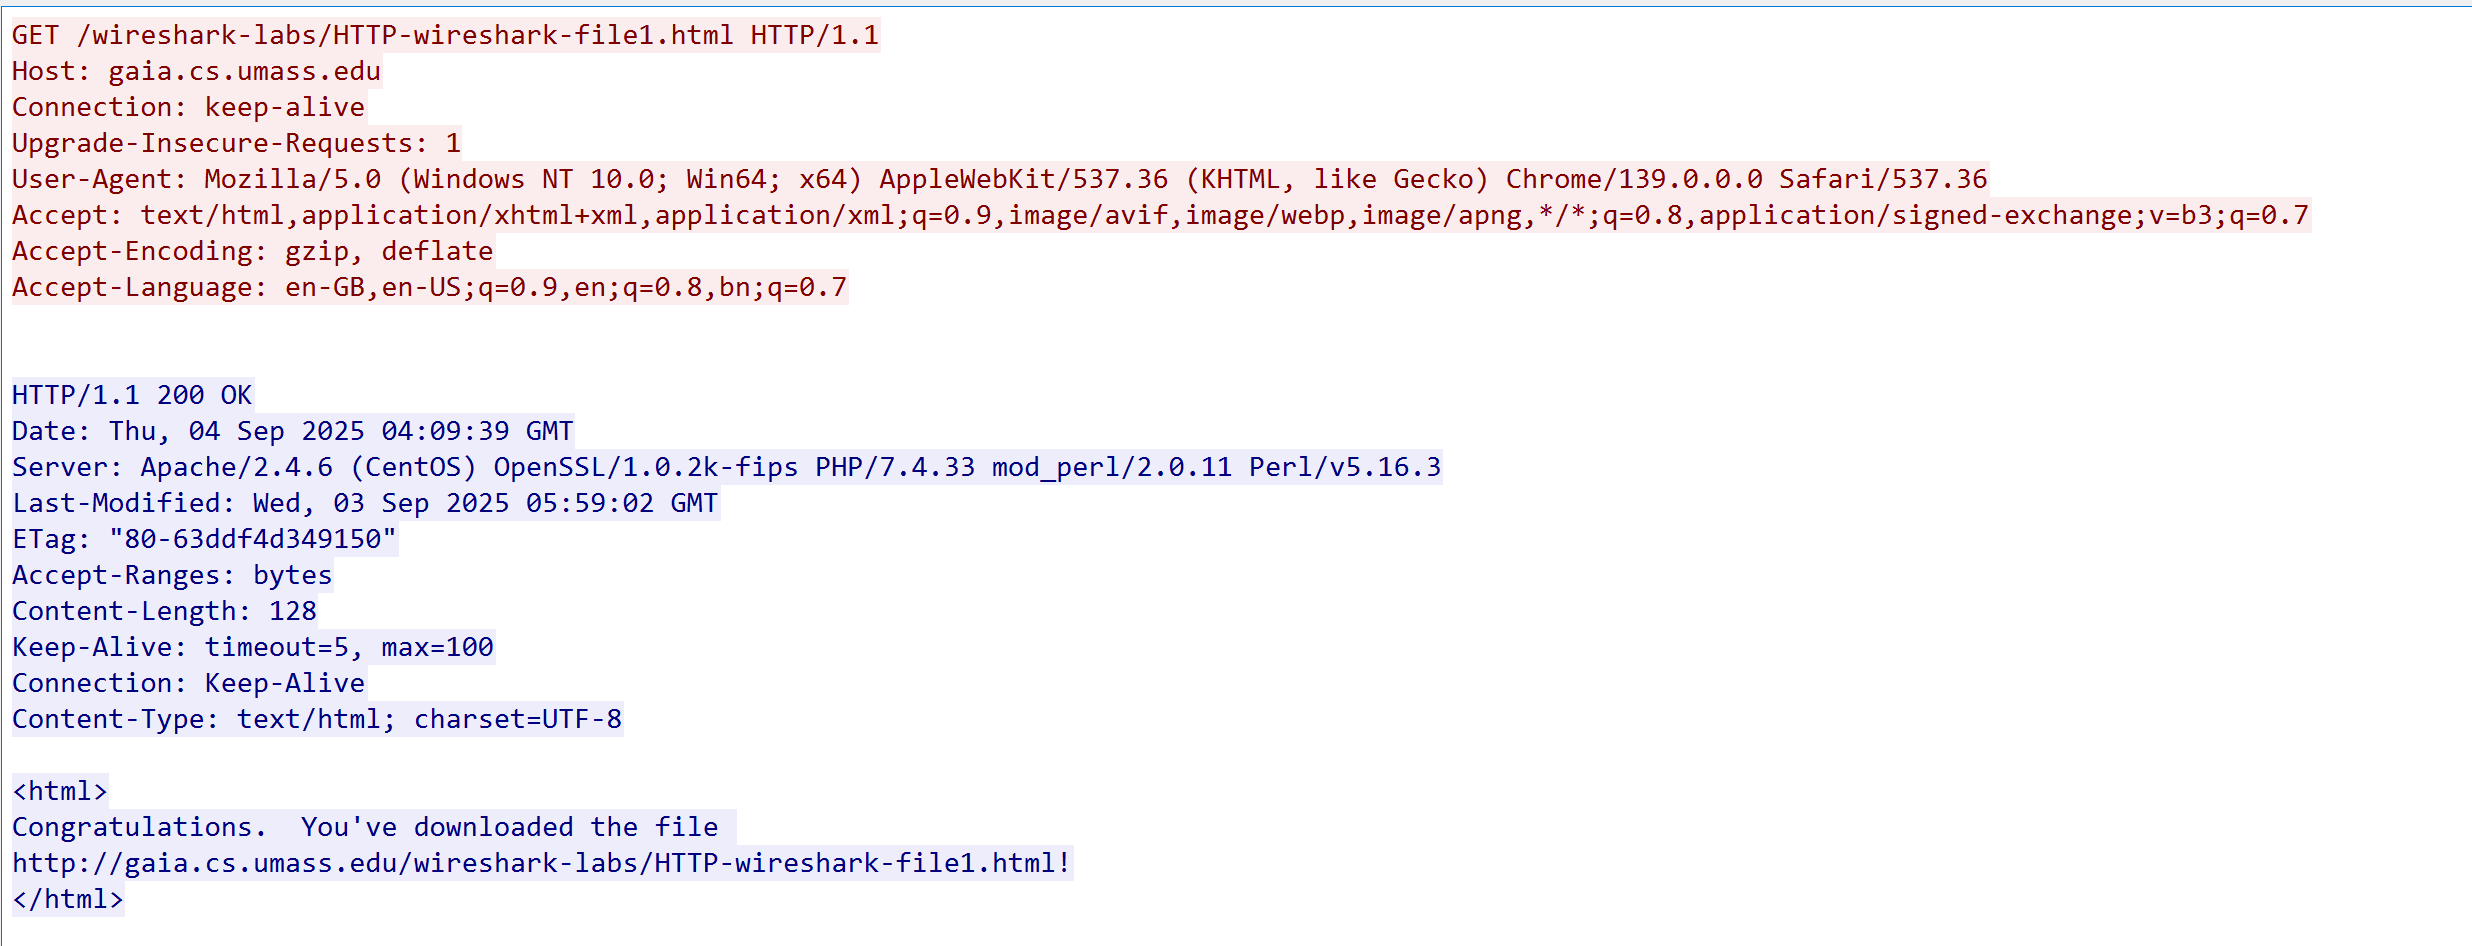 GET /wireshark-labs/HTTP-wireshark-file1.html HTTP/1.1
Host: gaia.cs.umass.edu
Connection: keep-alive
Upgrade-Insecure-Requests: 1
User-Agent: Mozilla/5.0 (Windows NT 10.0; Win64; x64) AppleWebKit/537.36 (KHTML, like Gecko) Chrome/139.0.0.0 Safari/537.36
Accept: text/html,application/xhtml+xml,application/xml;q=0.9,image/avif,image/webp,image/apng,*/*;q=0.8,application/signed-exchange;v=b3;q=0.7
Accept-Encoding: gzip, deflate
Accept-Language: en-GB,en-US;q=0.9,en;q=0.8,bn;q=0.7
HTTP/1.1 200 OK
Date: Thu, 04 Sep 2025 04:09:39 GMT
Server: Apache/2.4.6 (CentOS) OpenSSL/1.0.2k-fips PHP/7.4.33 mod_perl/2.0.11 Perl/v5.16.3
Last-Modified: Wed, 03 Sep 2025 05:59:02 GMT
ETag: "80-63ddf4d349150"
Accept-Ranges: bytes
Content-Length: 128
Keep-Alive: timeout=5, max=100
Connection: Keep-Alive
Content-Type: text/html; charset=UTF-8
<html>
Congratulations.  You've downloaded the file
http://gaia.cs.umass.edu/wireshark-labs/HTTP-wireshark-file1.html!
</html>